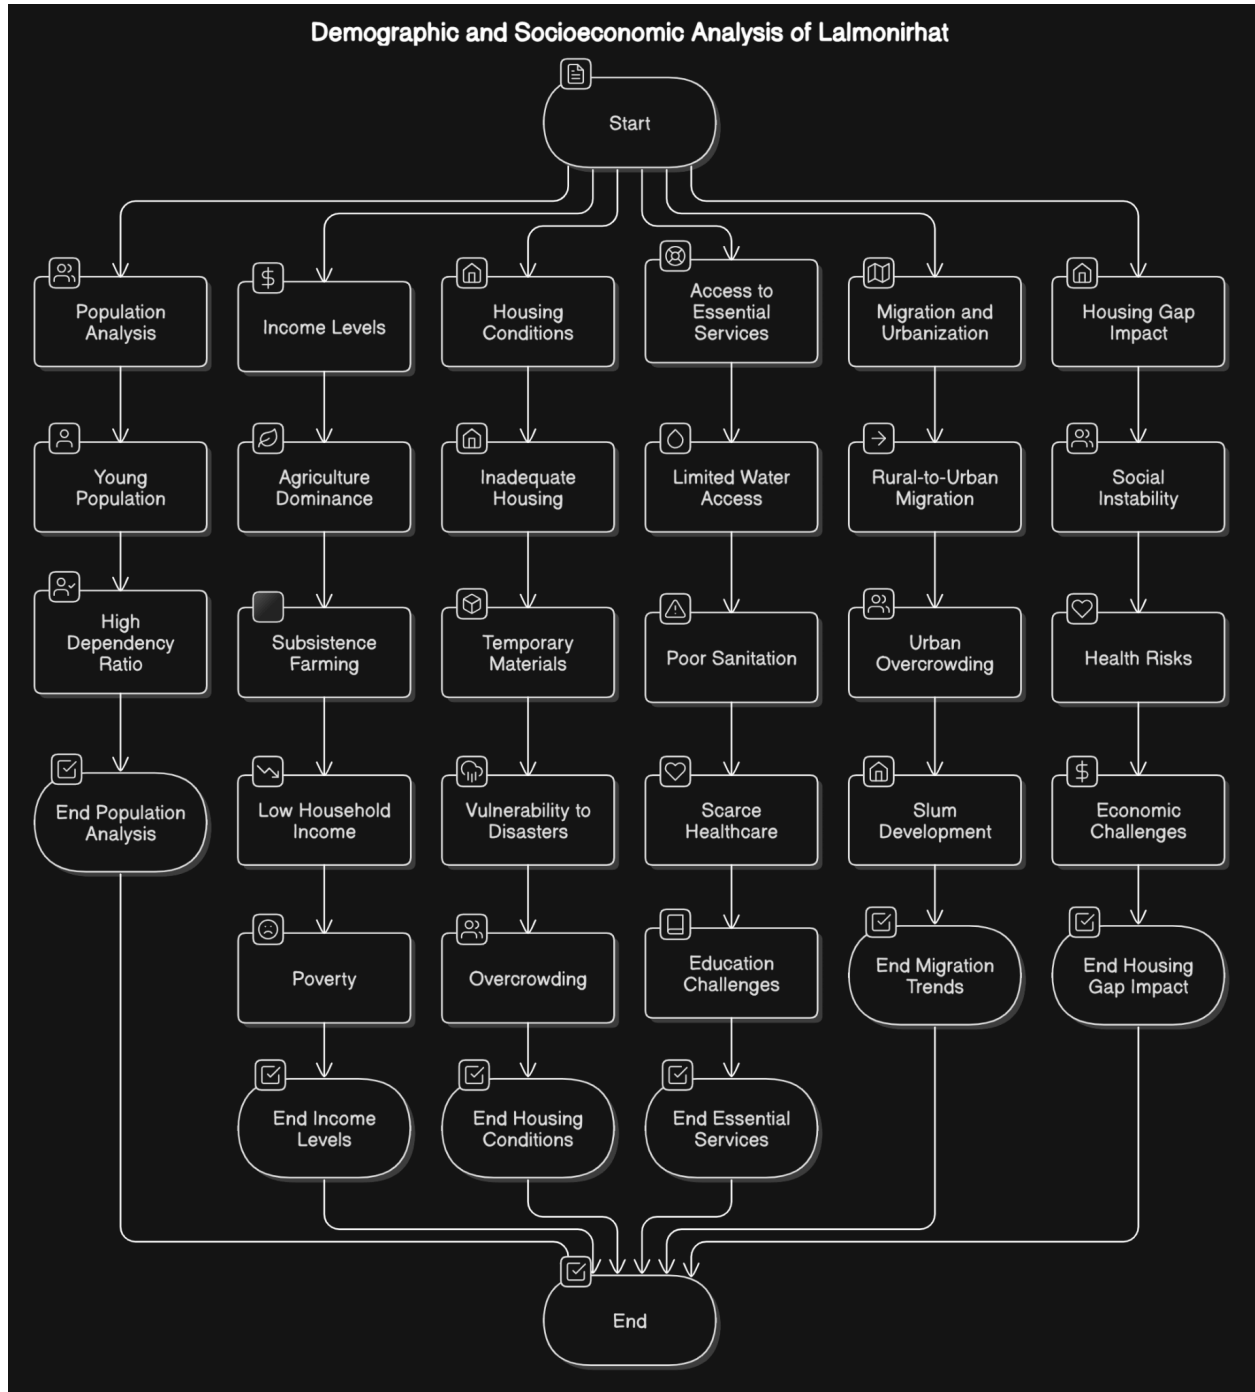 Demographic and Socioeconomic Analysis of Lalmonirhat
Start
Population
Analysis
Income Levels
Housing
Conditions
Access to
Essential
Services
Migration and
Urbanization
Housing Gap
Impact
Young
Population
Agriculture
Dominance
Inadequate
Housing
Limited Water
Access
Rural-to-Urban
Migration
Social
Instability
High
Dependency
Ratio
Subsistence
Farming
Temporary
Materials
Poor Sanitation
Urban
Overcrowding
Health Risks
End Population
Analysis
Low Household
Income
Vulnerability to
Disasters
Scarce
Healthcare
Slum
Development
Economic
Challenges
Poverty
Overcrowding
Education
Challenges
End Migration
Trends
End Housing
Gap Impact
End Income
Levels
End Housing
Conditions
End Essential
Services
End